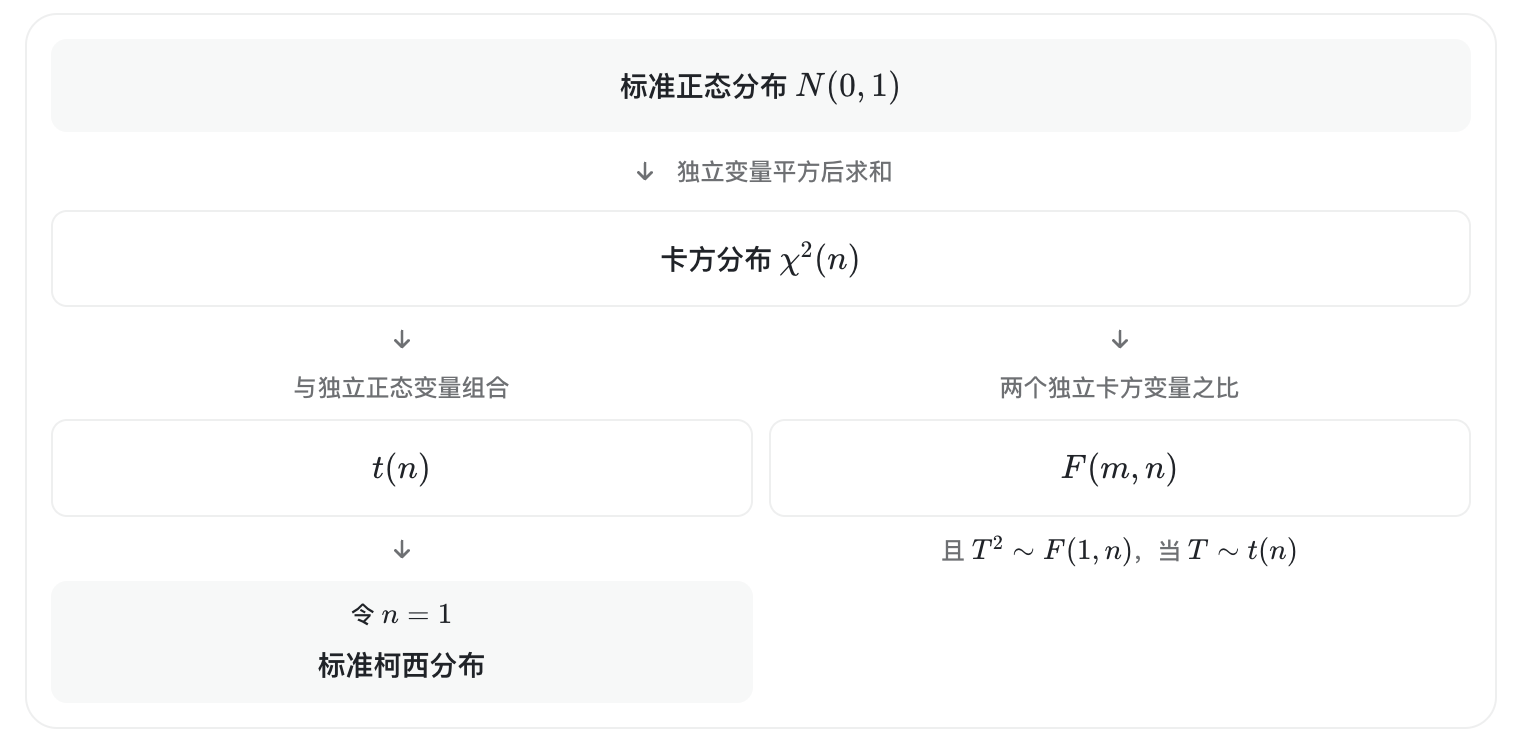 标准正态分布 N(0, 1)
↓ 独立变量平方后求和
卡方分布 χ²(n)
↓
与独立正态变量组合
t(n)
↓
令 n = 1
标准柯西分布
↓
两个独立卡方变量之比
F(m, n)
且 T² ∼ F(1, n)，当 T ∼ t(n)